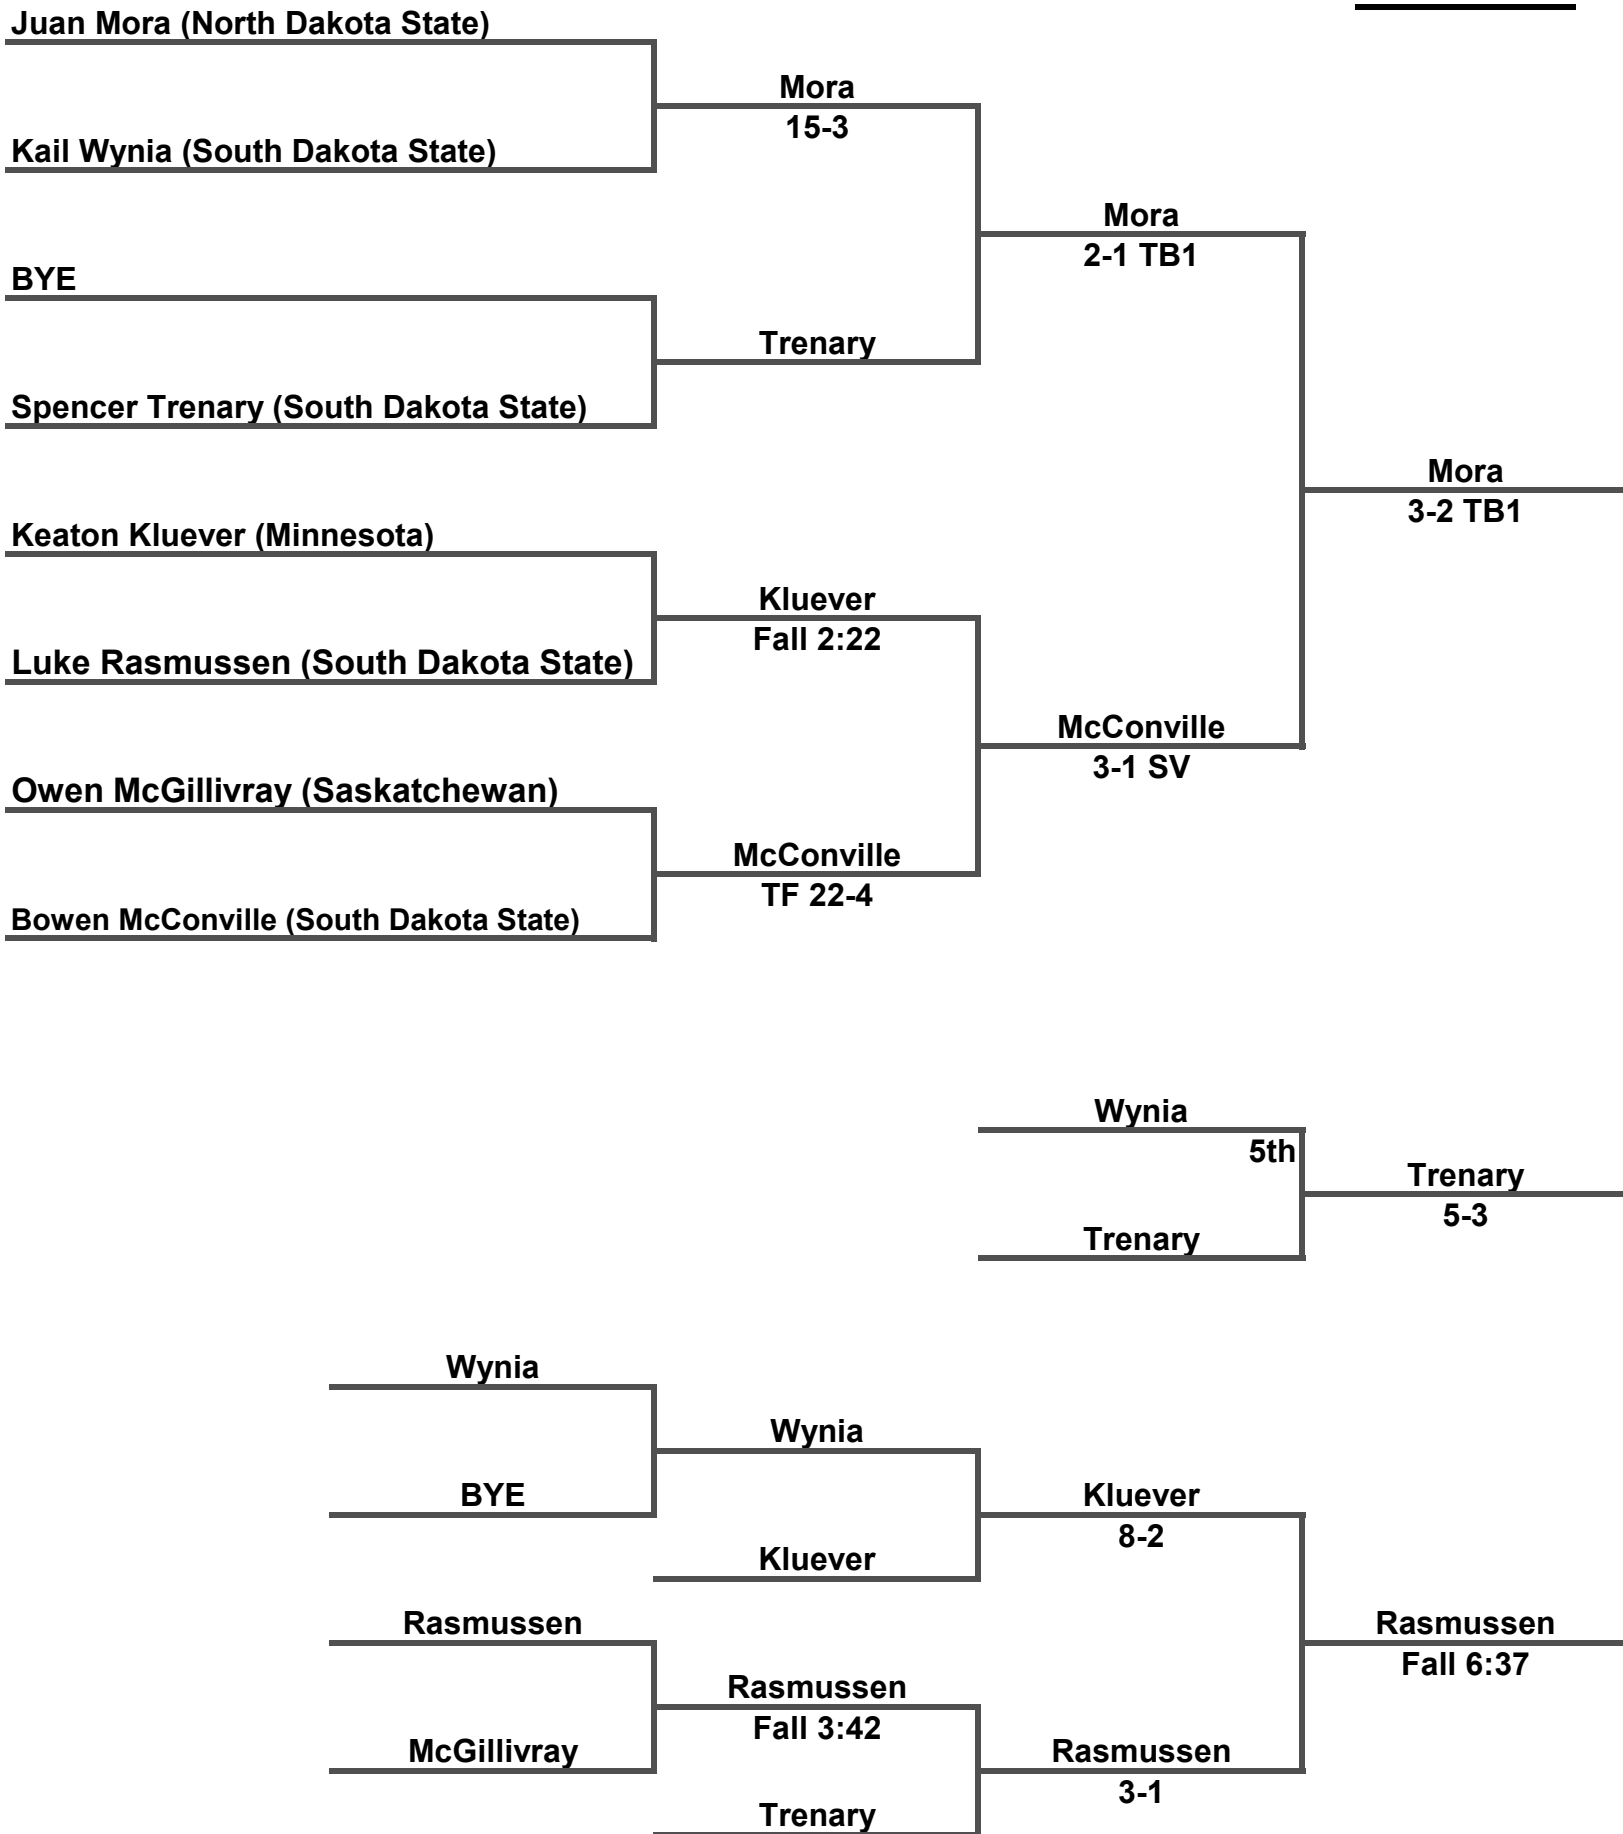 Juan Mora (North Dakota State)
Mora
15-3
Kail Wynia (South Dakota State)
Mora
2-1 TB1
BYE
Trenary
Spencer Trenary (South Dakota State)
Mora
3-2 TB1
Keaton Kluever (Minnesota)
Kluever
Fall 2:22
Luke Rasmussen (South Dakota State)
McConville
3-1 SV
Owen McGillivray (Saskatchewan)
McConville
TF 22-4
Bowen McConville (South Dakota State)
Wynia
5th
Trenary
5-3
Trenary
Wynia
Wynia
BYE
Kluever
8-2
Kluever
Rasmussen
Rasmussen
Fall 6:37
Rasmussen
Fall 3:42
McGillivray
Rasmussen
3-1
Trenary